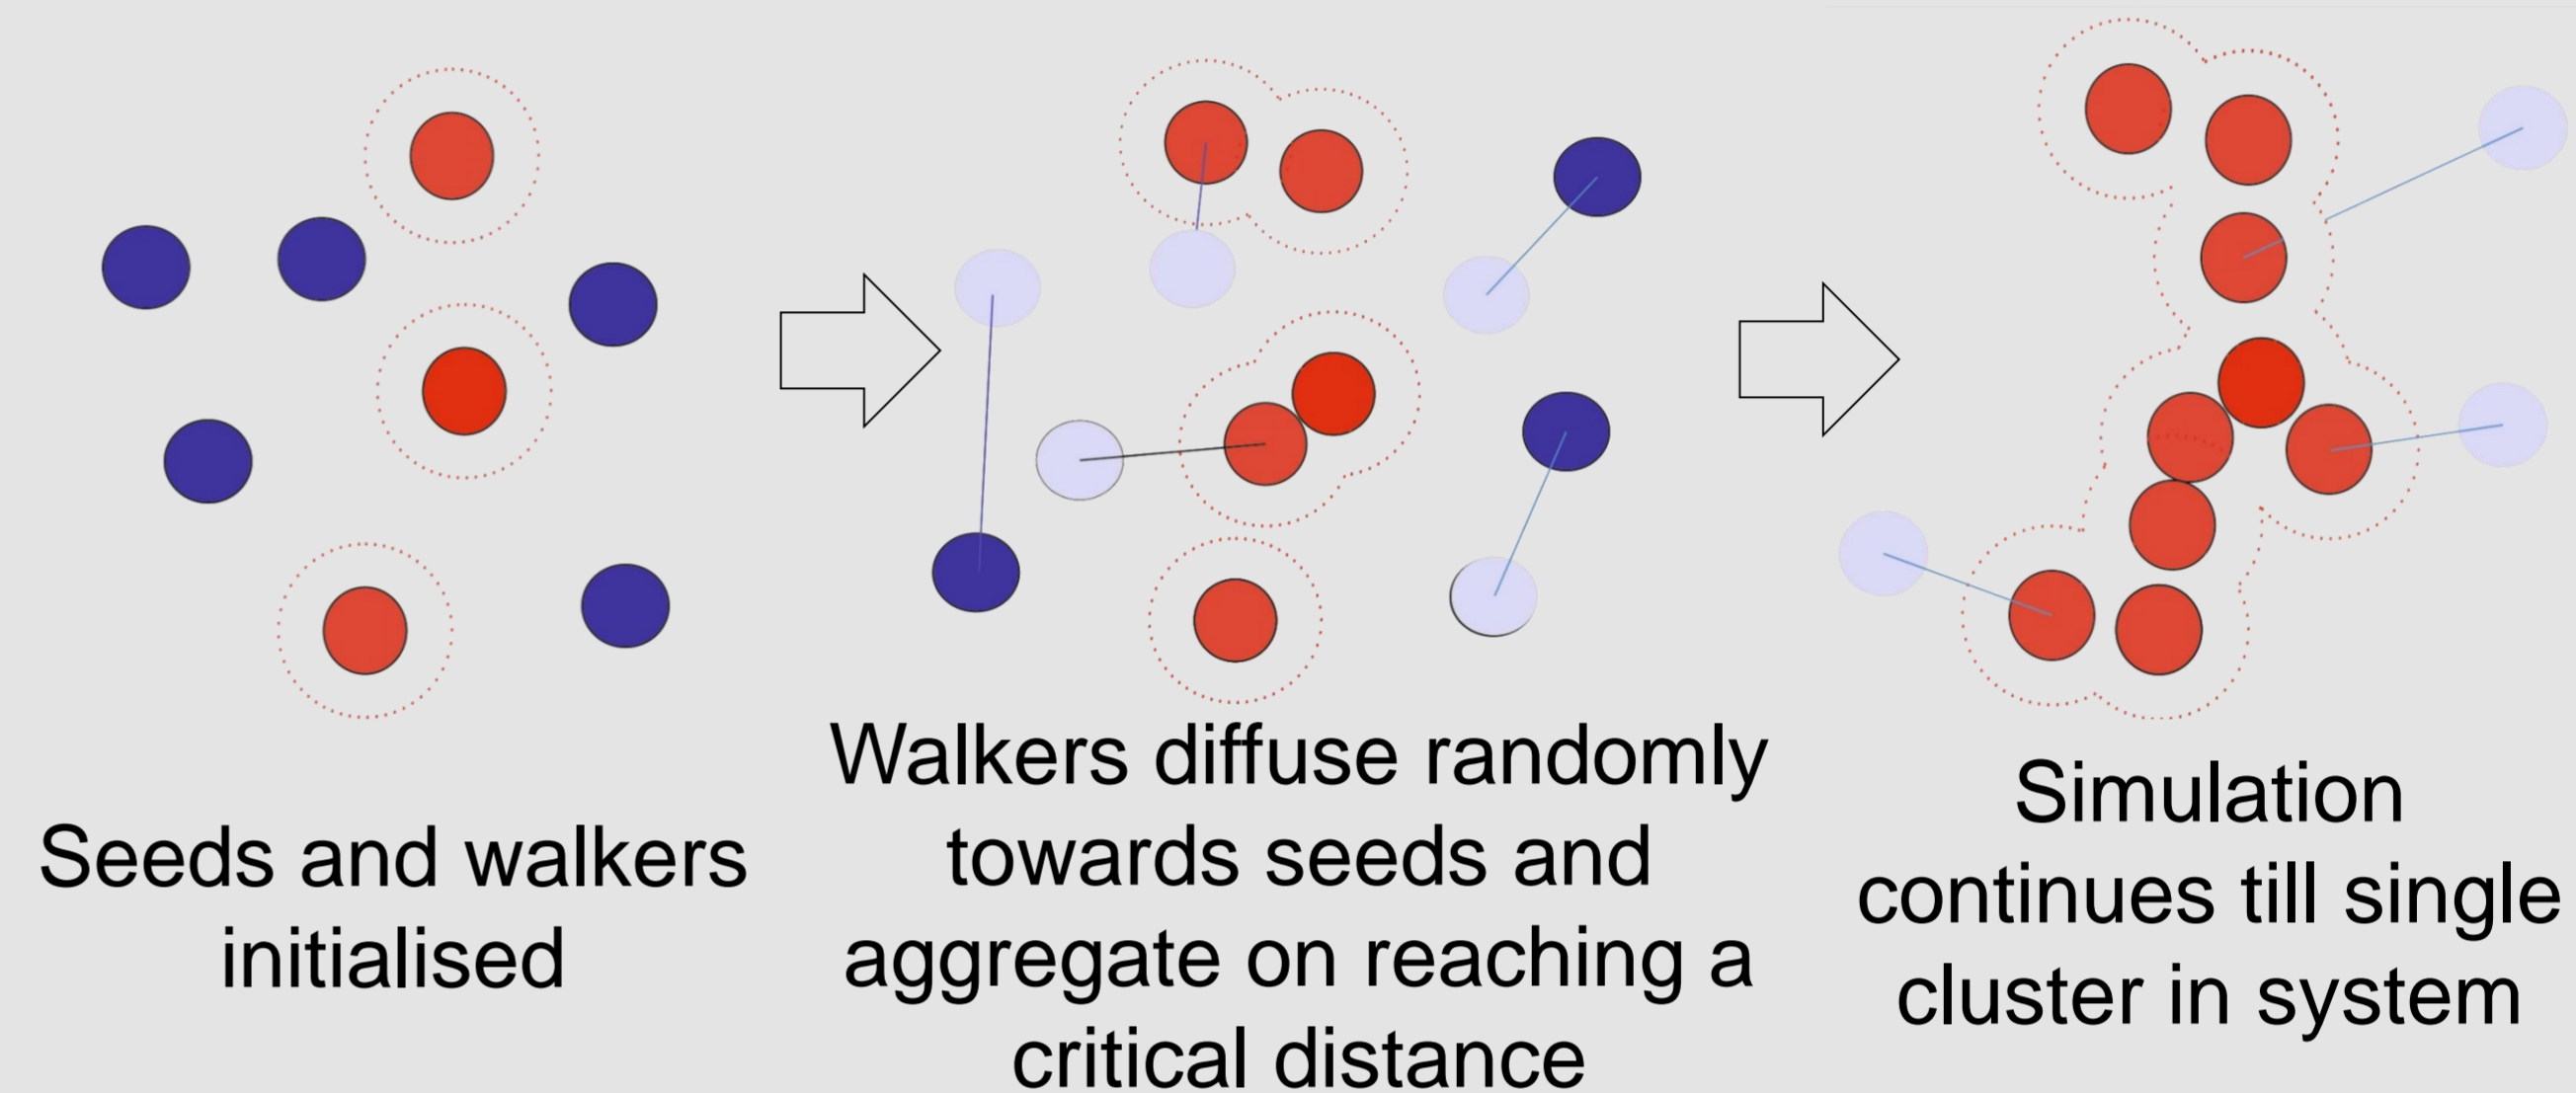 Seeds and walkers
initialised
Walkers diffuse randomly
towards seeds and
aggregate on reaching a
critical distance
Simulation
continues till single
cluster in system